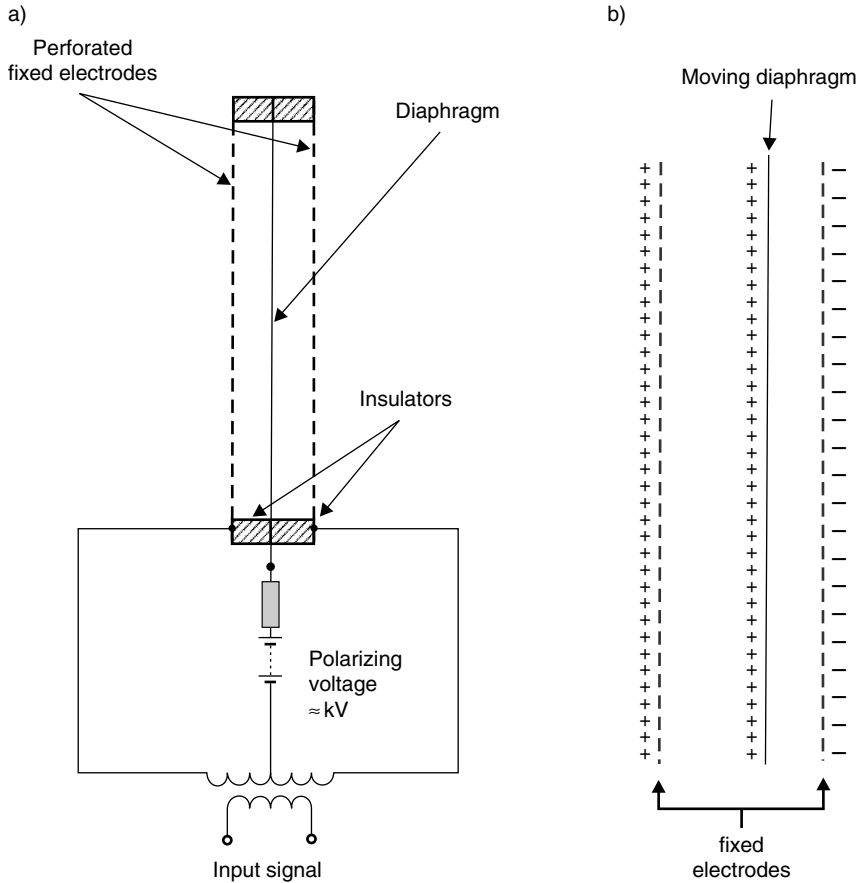 a)
Perforated
fixed electrodes
Diaphragm
Insulators
Polarizing
voltage
≈ kV
Input signal
b)
Moving diaphragm
fixed
electrodes